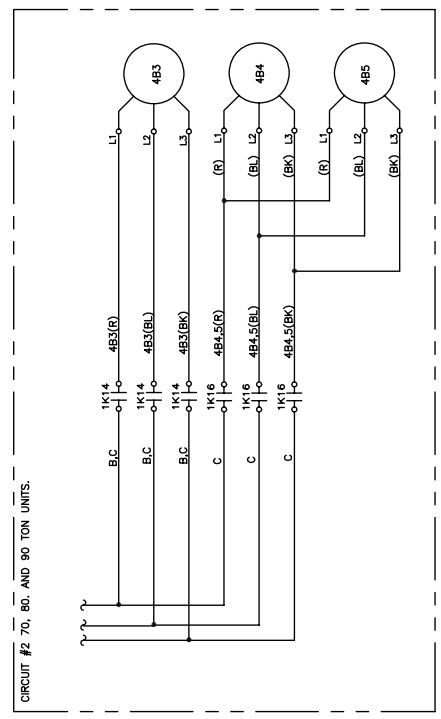 CIRCUIT #2 70, 80. AND 90 TON UNITS.
4B3
4B4
4B5
L1
L2
L3
L1
L2
L3
L1
L2
L3
(R)
(BL)
(BK)
(R)
(BL)
(BK)
4B3(R)
4B3(BL)
4B3(BK)
4B4,5(R)
4B4,5(BL)
4B4,5(BK)
1K14
1K14
1K14
1K16
1K16
1K16
B,C
B,C
B,C
C
C
C